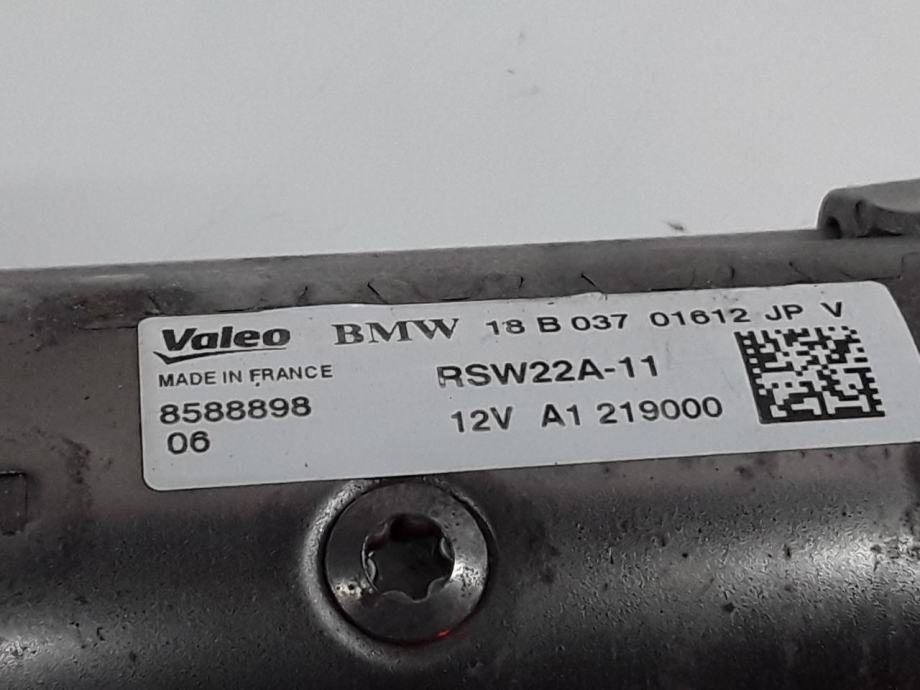 Valeo BMW 18 B 037 01612 JP V
MADE IN FRANCE RSW22A-11
8588898 12V A1 219000
06